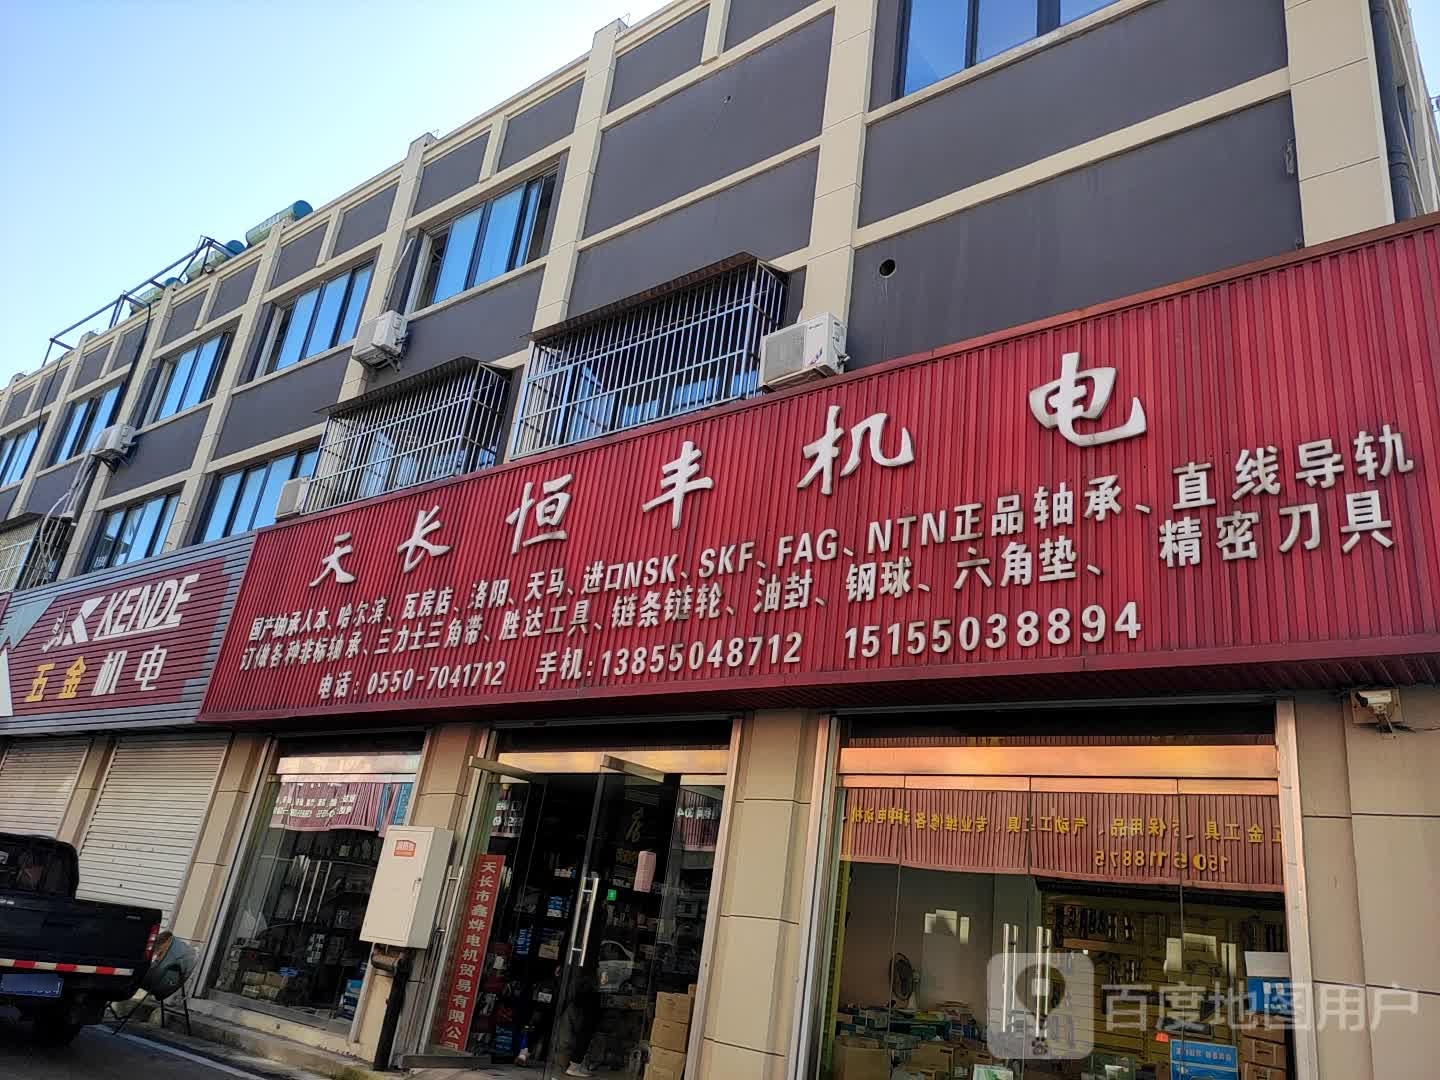 天长恒丰机电
国产轴承人本、哈尔滨、瓦房店、洛阳、天马、进口NSK、SKF、FAG、NTN正品轴承、直线导轨
订做各种非标轴承、三力士三角带、胜达工具、链条链轮、油封、钢球、六角垫、精密刀具
电话:0550-7041712 手机:13855048712 15155038894
KENDE
五金机电
天长市鑫烨电机贸易有限公司
百度地图用户